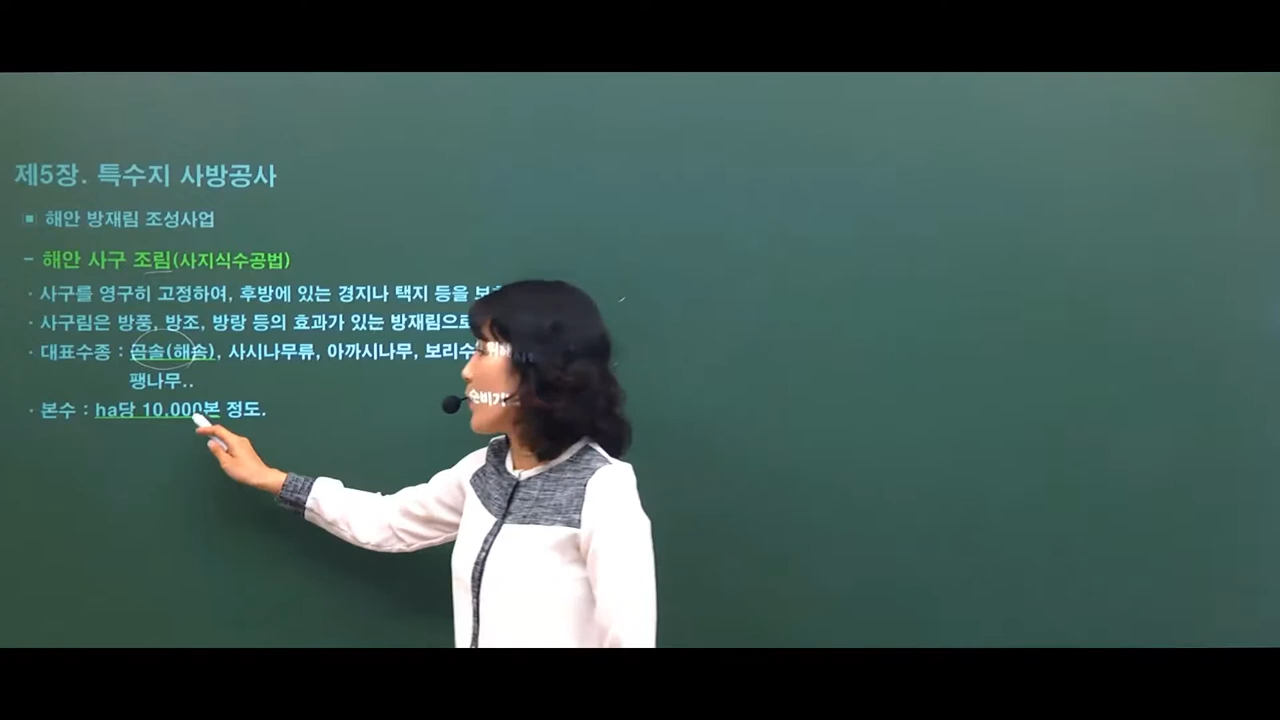 제5장. 특수지 사방공사
▣ 해안 방재림 조성사업
- 해안 사구 조림(사지식수공법)
· 사구를 영구히 고정하여, 후방에 있는 경지나 택지 등을
· 사구림은 방풍, 방조, 방랑 등의 효과가 있는 방재림으로
· 대표수종 : 곰솔(해송), 사시나무류, 아까시나무,
팽나무..
· 본수 : ha당 10.000본 정도.